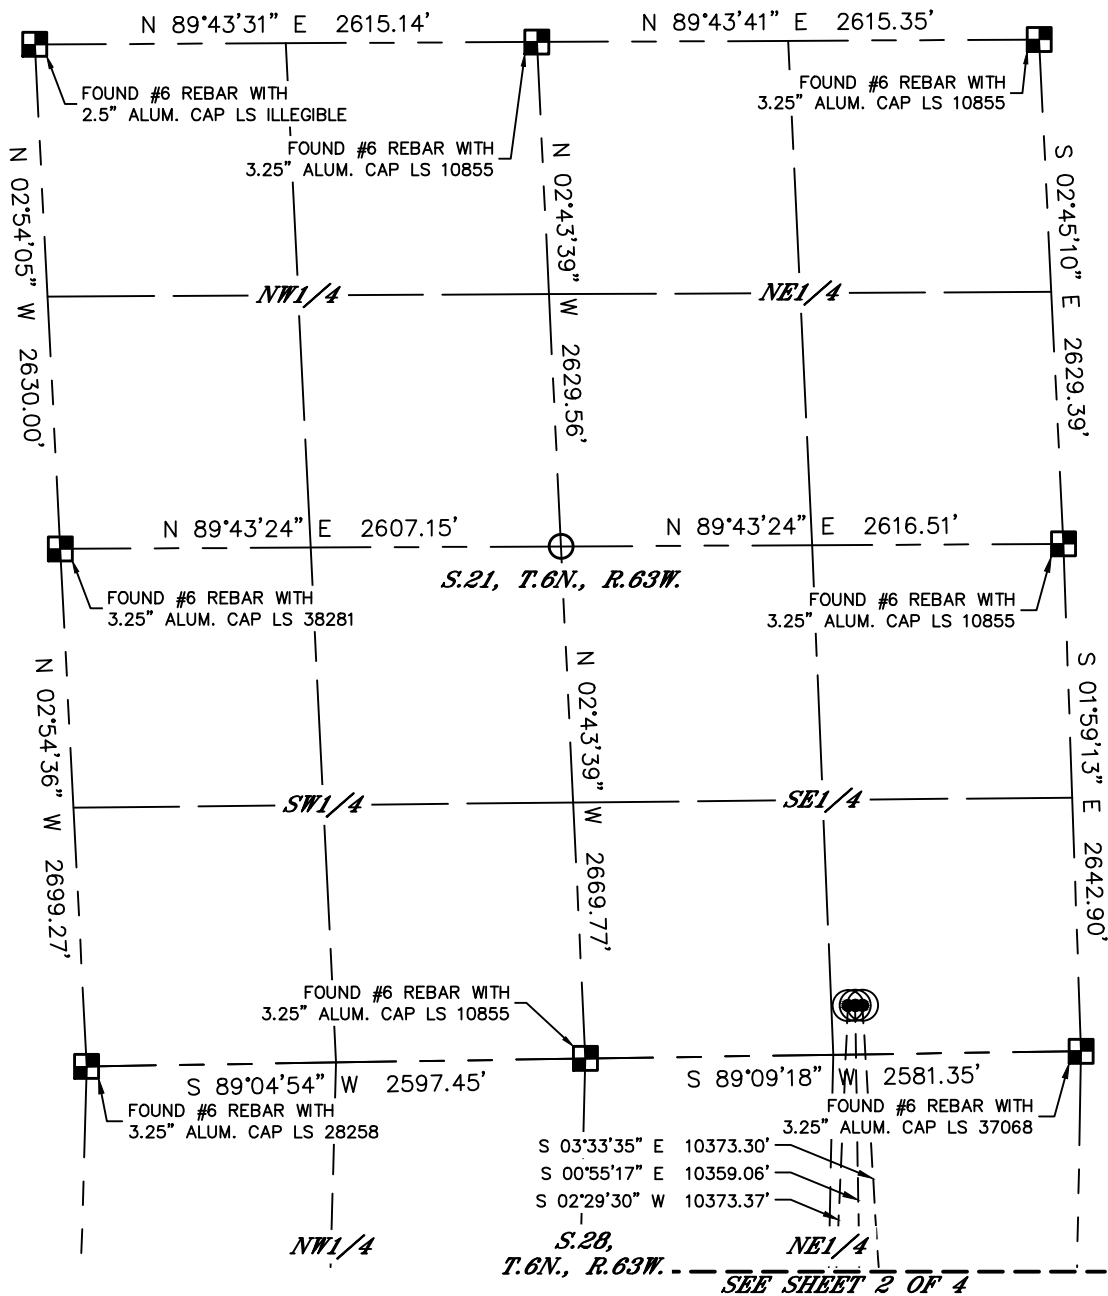 N 89°43'31" E 2615.14'
N 89°43'41" E 2615.35'
FOUND #6 REBAR WITH
2.5" ALUM. CAP LS ILLEGIBLE
FOUND #6 REBAR WITH
3.25" ALUM. CAP LS 10855
FOUND #6 REBAR WITH
3.25" ALUM. CAP LS 10855
N 02°54'05" W 2630.00'
N 02°43'39" W 2629.56'
S 02°45'10" E 2629.39'
NW1/4
NE1/4
N 89°43'24" E 2607.15'
N 89°43'24" E 2616.51'
S.21, T.6N., R.63W.
FOUND #6 REBAR WITH
3.25" ALUM. CAP LS 38281
FOUND #6 REBAR WITH
3.25" ALUM. CAP LS 10855
N 02°54'36" W 2699.27'
N 02°43'39" W 2669.77'
S 01°59'13" E 2642.90'
SW1/4
SE1/4
FOUND #6 REBAR WITH
3.25" ALUM. CAP LS 10855
S 89°04'54" W 2597.45'
S 89°09'18" W 2581.35'
FOUND #6 REBAR WITH
3.25" ALUM. CAP LS 28258
FOUND #6 REBAR WITH
3.25" ALUM. CAP LS 37068
S 03°33'35" E 10373.30'
S 00°55'17" E 10359.06'
S 02°29'30" W 10373.37'
NW1/4
S.28,
T.6N., R.63W.
NE1/4
SEE SHEET 2 OF 4